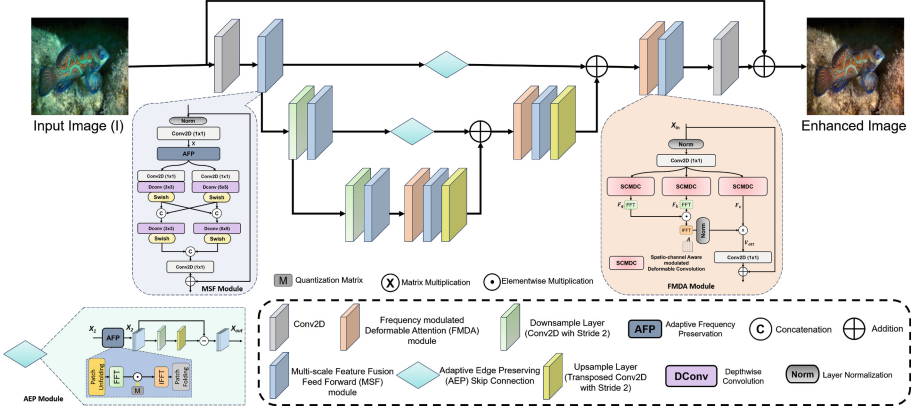 Input Image (I)
Enhanced Image
Norm
Conv2D (1x1)
X
AFP
Conv2D (1x1)
Conv2D (1x1)
Dconv (3x3)
Dconv (5x5)
Swish
Swish
C
C
Dconv (3x3)
Dconv (5x5)
Swish
Swish
C
Conv2D (1x1)
MSF Module
X_in
Norm
Conv2D (1x1)
SCMDC
SCMDC
SCMDC
FFT
FFT
IFFT
Norm
A
V_att
Conv2D (1x1)
SCMDC
Spatio-channel Aware
modulated
Deformable Convolution
FMDA Module
M
Quantization Matrix
X
Matrix Multiplication
Elementwise Multiplication
X_1
AFP
X_2
X_out
Patch Unfolding
FFT
M
IFFT
Patch Folding
AEP Module
Conv2D
Frequency modulated
Deformable Attention (FMDA)
module
Downsample Layer
(Conv2D wih Stride 2)
AFP
Adaptive Frequency
Preservation
C
Concatenation
Addition
Multi-scale Feature Fusion
Feed Forward (MSF)
module
Adaptive Edge Preserving
(AEP) Skip Connection
Upsample Layer
(Transposed Conv2D
with Stride 2)
DConv
Depthwise
Convolution
Norm
Layer Normalization